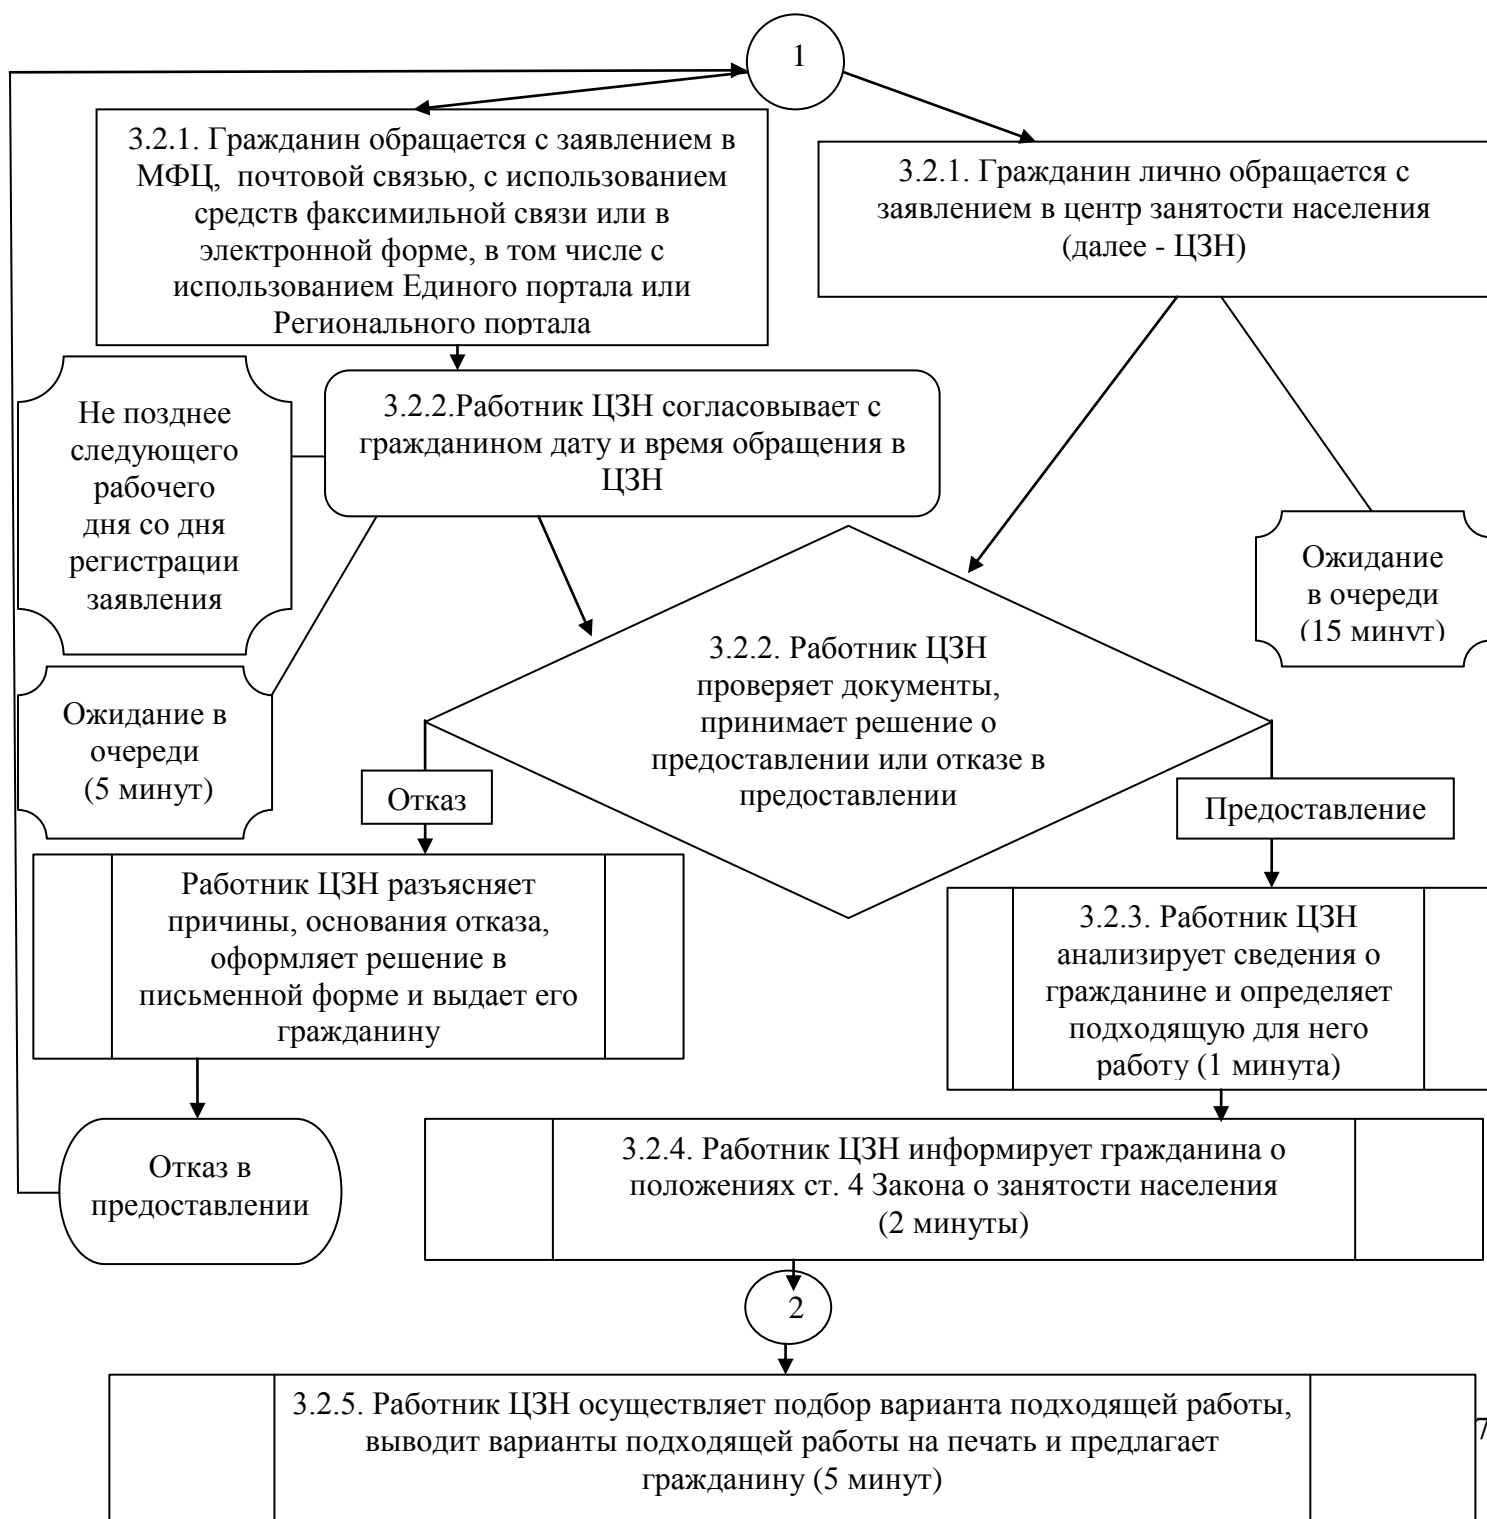 1
3.2.1. Гражданин обращается с заявлением в
МФЦ, почтовой связью, с использованием
средств факсимильной связи или в
электронной форме, в том числе с
использованием Единого портала или
Регионального портала
3.2.1. Гражданин лично обращается с
заявлением в центр занятости населения
(далее - ЦЗН)
Не позднее
следующего
рабочего
дня со дня
регистрации
заявления
3.2.2.Работник ЦЗН согласовывает с
гражданином дату и время обращения в
ЦЗН
Ожидание
в очереди
(15 минут)
Ожидание в
очереди
(5 минут)
3.2.2. Работник ЦЗН
проверяет документы,
принимает решение о
предоставлении или отказе в
предоставлении
Отказ
Предоставление
Работник ЦЗН разъясняет
причины, основания отказа,
оформляет решение в
письменной форме и выдает его
гражданину
3.2.3. Работник ЦЗН
анализирует сведения о
гражданине и определяет
подходящую для него
работу (1 минута)
Отказ в
предоставлении
3.2.4. Работник ЦЗН информирует гражданина о
положениях ст. 4 Закона о занятости населения
(2 минуты)
2
3.2.5. Работник ЦЗН осуществляет подбор варианта подходящей работы,
выводит варианты подходящей работы на печать и предлагает
гражданину (5 минут)
7